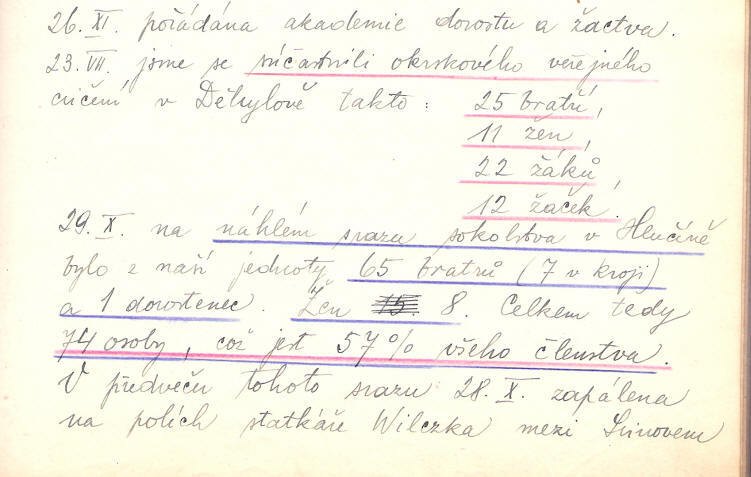 26. XI. pořádána akademie dorostu a žactva.
23. VII. jsme se súčastnili okrskového veřejného
cvičení v Děhylově takto: 25 bratří,
11 žen,
22 žáků,
12 žaček.
29. X. na náhlém srazu sokolstva v Hlučíně
bylo z naší jednoty 65 bratrů (7 v kroji)
a 1 dorostenec. Žen 15. 8. Celkem tedy
74 osoby, což jest 57% všeho členstva.
V předvečer tohoto srazu 28. X. zapálena
na polích statkáře Wilczka mezi